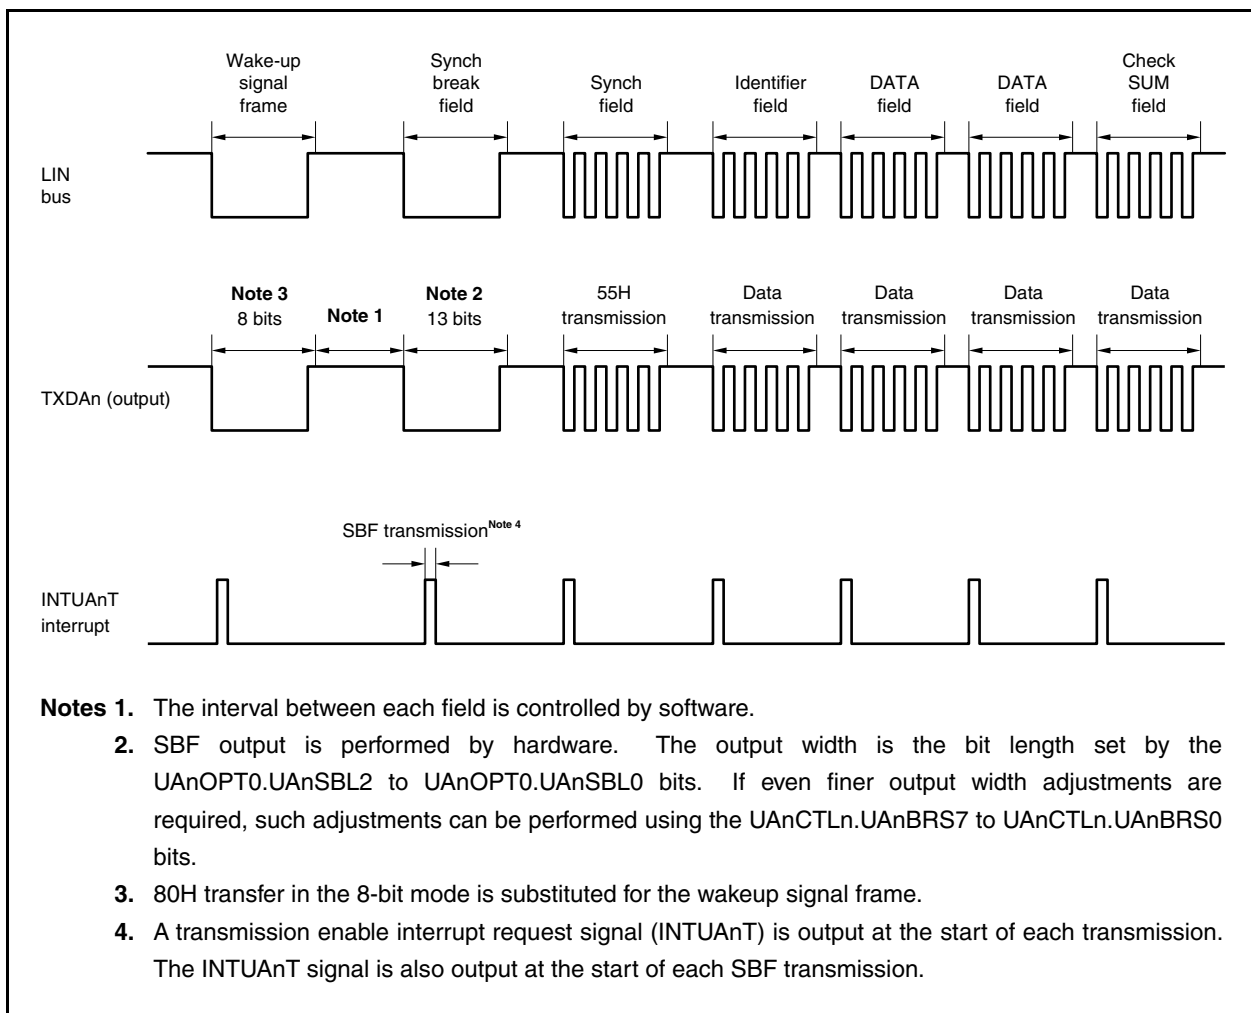 Wake-up
signal
frame
Synch
break
field
Synch
field
Identifier
field
DATA
field
DATA
field
Check
SUM
field
LIN
bus
Note 3
8 bits
Note 1
Note 2
13 bits
55H
transmission
Data
transmission
Data
transmission
Data
transmission
Data
transmission
TXDAn (output)
SBF transmission Note 4
INTUAnT
interrupt
Notes 1. The interval between each field is controlled by software.
2. SBF output is performed by hardware. The output width is the bit length set by the
UAnOPT0.UAnSBL2 to UAnOPT0.UAnSBL0 bits. If even finer output width adjustments are
required, such adjustments can be performed using the UAnCTLn.UAnBRS7 to UAnCTLn.UAnBRS0
bits.
3. 80H transfer in the 8-bit mode is substituted for the wakeup signal frame.
4. A transmission enable interrupt request signal (INTUAnT) is output at the start of each transmission.
The INTUAnT signal is also output at the start of each SBF transmission.